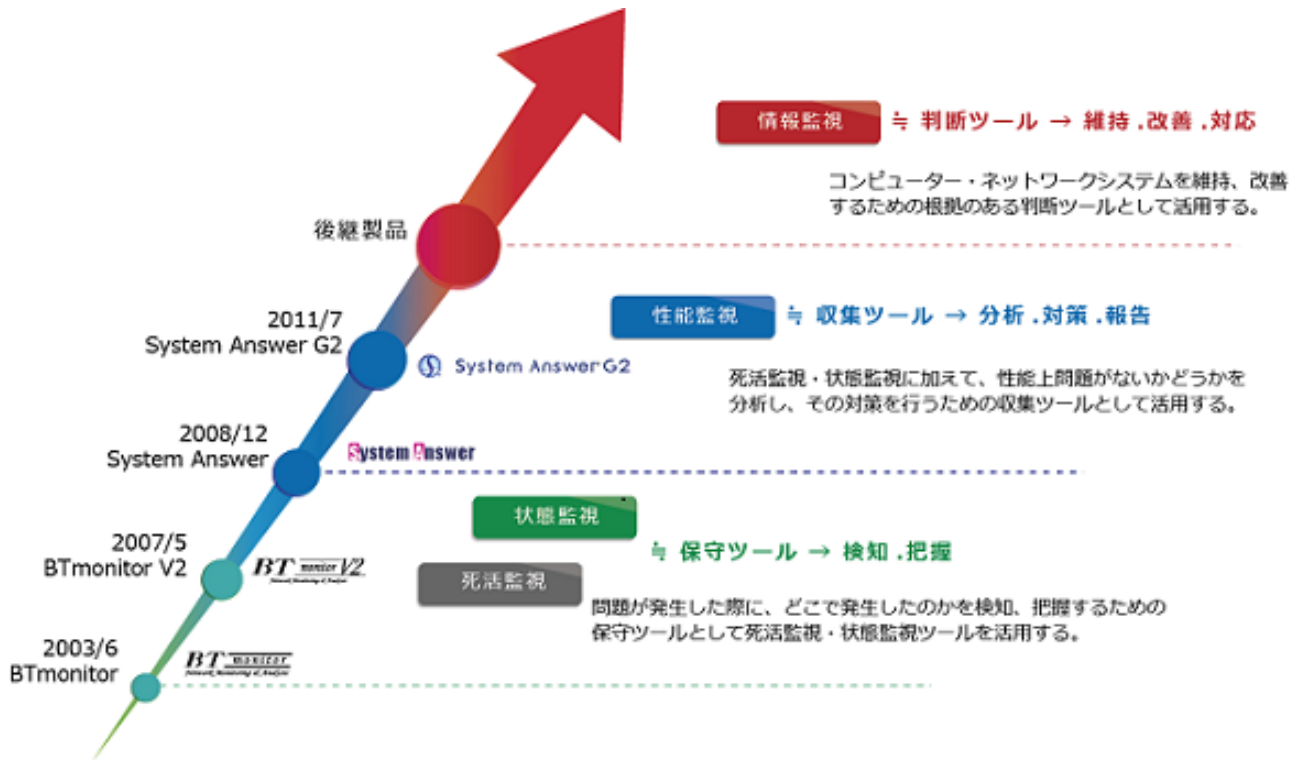 情報監視 ≒ 判断ツール → 維持.改善.対応
コンピューター・ネットワークシステムを維持、改善
するための根拠のある判断ツールとして活用する。
後継製品
性能監視 ≒ 収集ツール → 分析.対策.報告
2011/7
System Answer G2
System Answer G2
死活監視・状態監視に加えて、性能上問題がないかどうかを
分析し、その対策を行うための収集ツールとして活用する。
2008/12
System Answer
System Answer
状態監視
≒ 保守ツール → 検知.把握
2007/5
BTmonitor V2
BT monitor V2
Network Monitoring & Analysis
死活監視
問題が発生した際に、どこで発生したのかを検知、把握するための
保守ツールとして死活監視・状態監視ツールを活用する。
2003/6
BTmonitor
BT monitor
Network Monitoring & Analysis